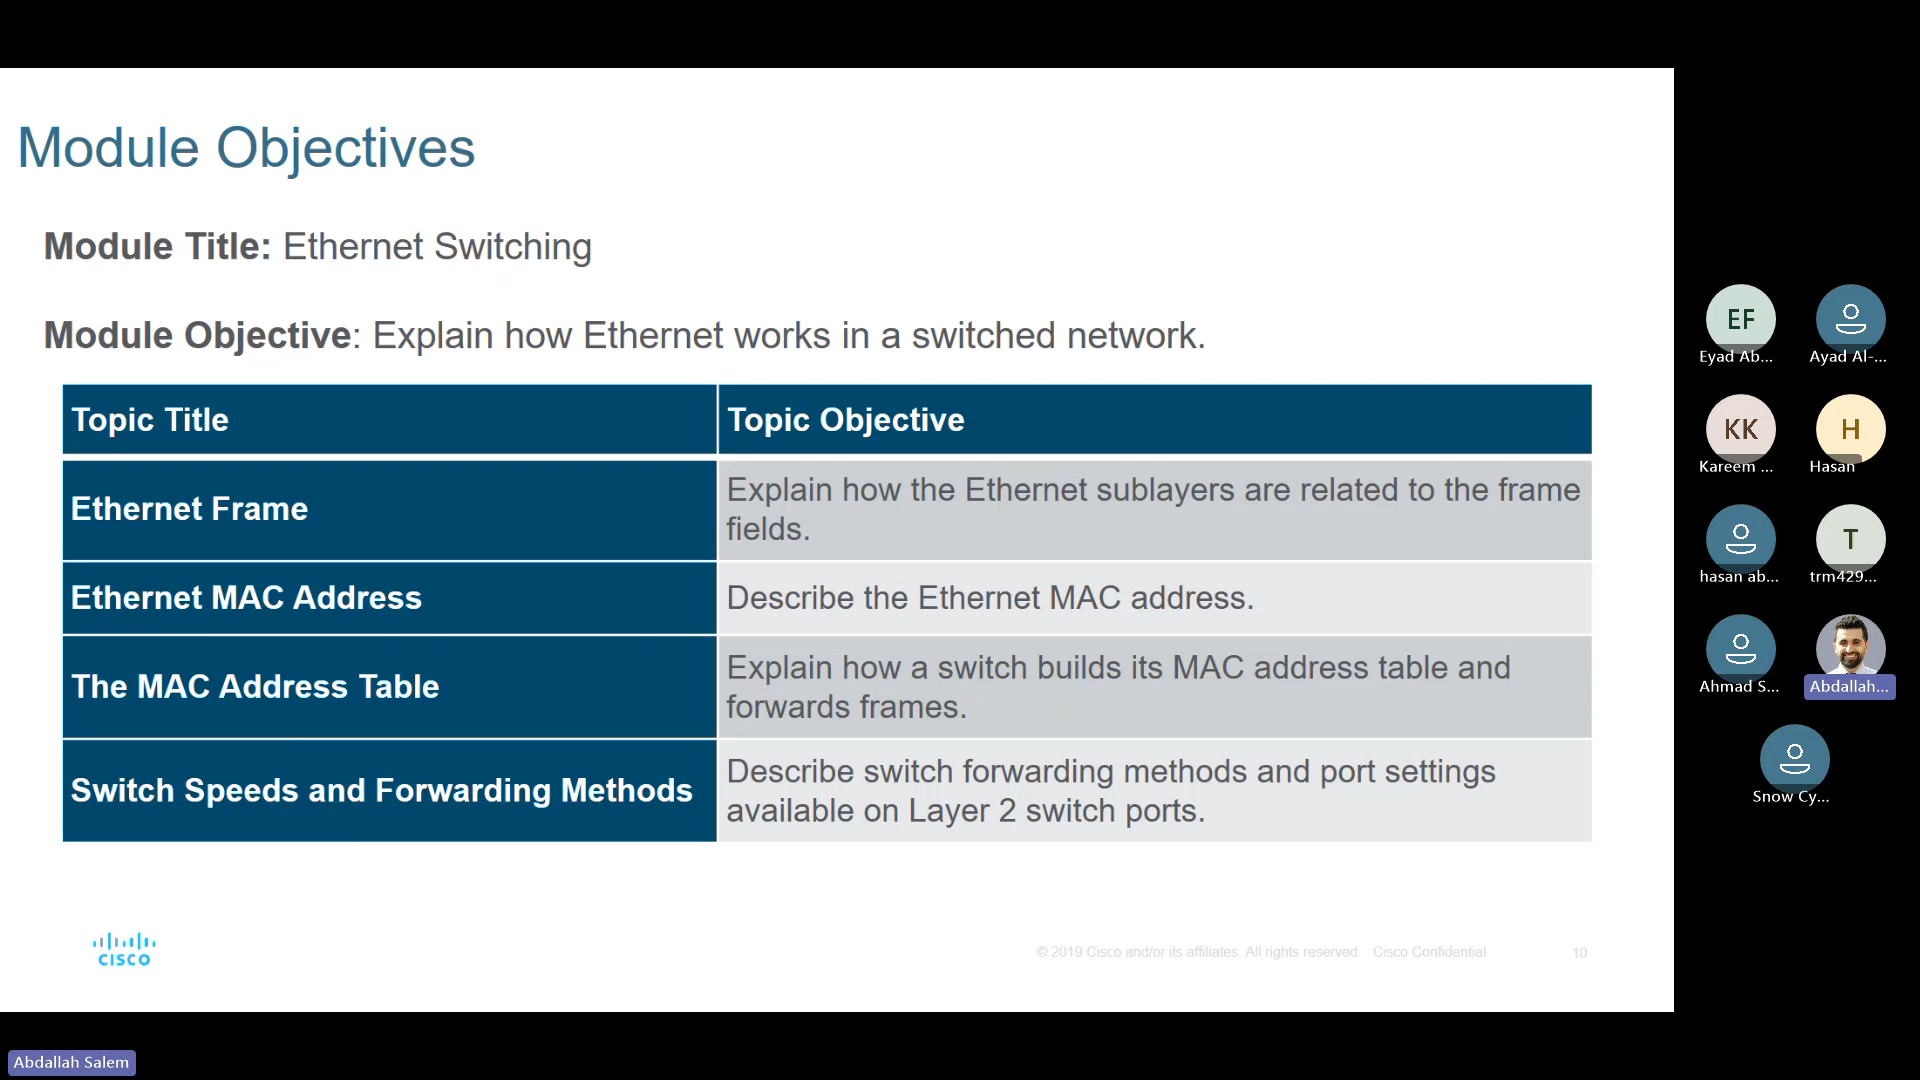 Module Objectives
Module Title: Ethernet Switching
Module Objective: Explain how Ethernet works in a switched network.
Topic Title
Topic Objective
Ethernet Frame
Explain how the Ethernet sublayers are related to the frame
fields.
Ethernet MAC Address
Describe the Ethernet MAC address.
The MAC Address Table
Explain how a switch builds its MAC address table and
forwards frames.
Switch Speeds and Forwarding Methods
Describe switch forwarding methods and port settings
available on Layer 2 switch ports.
CISCO
© 2019 Cisco and/or its affiliates. All rights reserved. Cisco Confidential
10
EF
Eyad Ab...
Ayad Al-...
KK
Kareem ...
H
Hasan
hasan ab...
T
trm429...
Ahmad S...
Abdallah...
Snow Cy...
Abdallah Salem